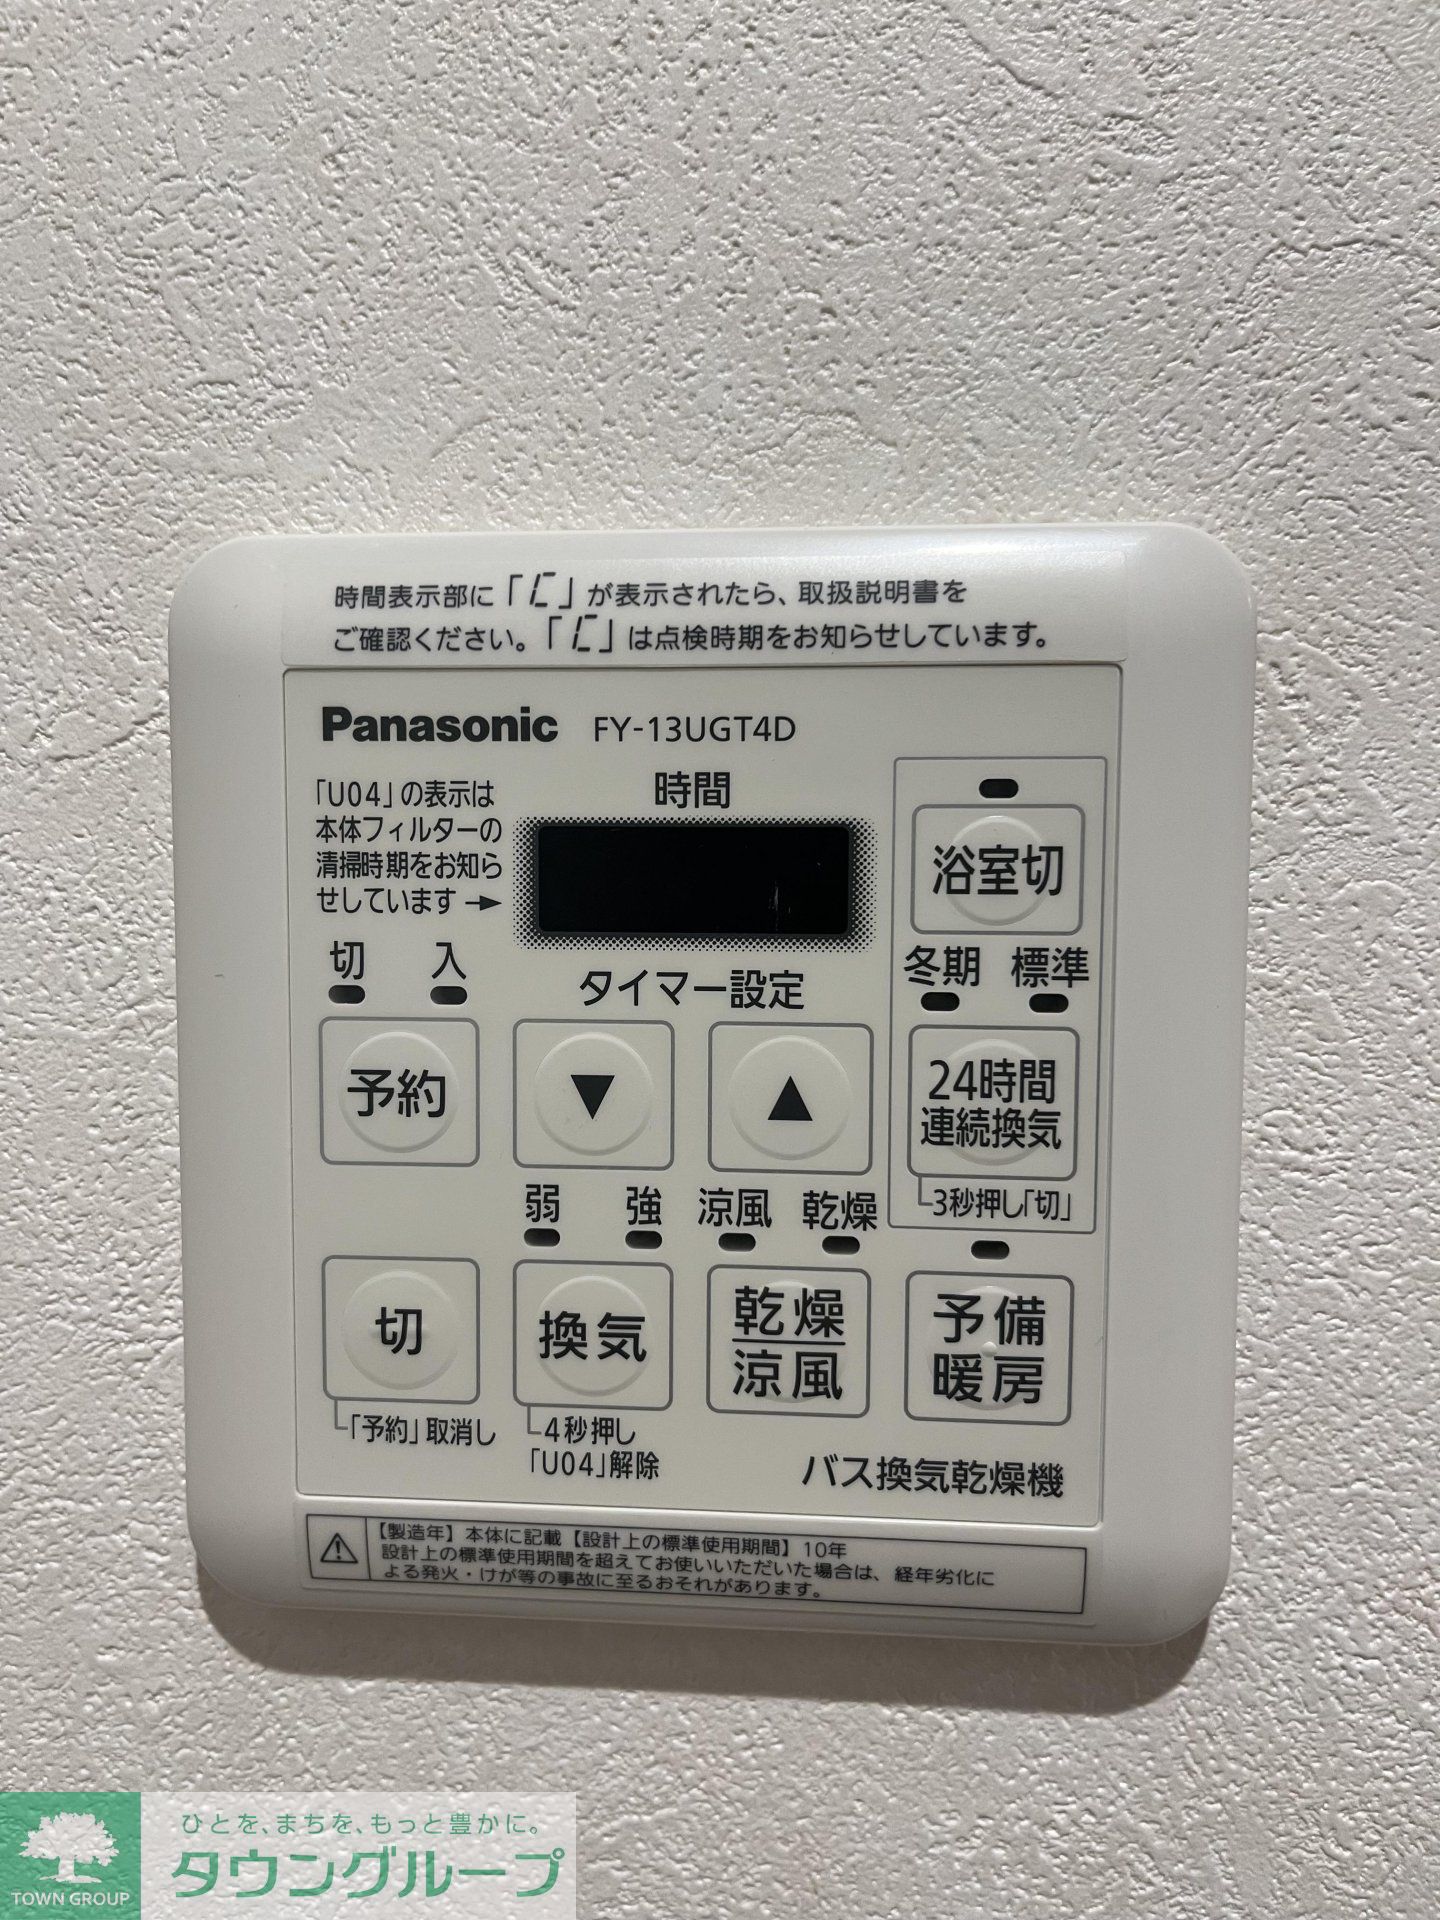 時間表示部に「C」が表示されたら、取扱説明書を
ご確認ください。「C」は点検時期をお知らせしています。
Panasonic FY-13UGT4D
「U04」の表示は
本体フィルターの
清掃時期をお知ら
せしています→
時間
浴室切
切 入
タイマー設定
冬期 標準
予約 ▼ ▲
24時間
連続換気
3秒押し「切」
弱 強 涼風 乾燥
切 換気
乾燥
涼風
予備
暖房
「予約」取消し
4秒押し
「U04」解除
バス換気乾燥機
【製造年】本体に記載【設計上の標準使用期間】10年
設計上の標準使用期間を超えてお使いいただいた場合は、経年劣化に
よる発火・けが等の事故に至るおそれがあります。
ひとを、まちを、もっと豊かに。
タウングループ
TOWN GROUP